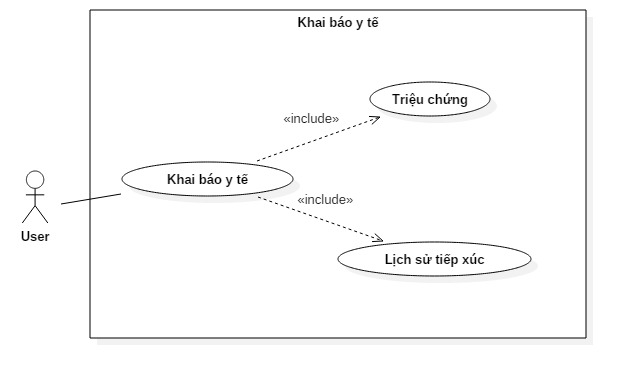 Khai báo y tế
Triệu chứng
«include»
Khai báo y tế
«include»
User
Lịch sử tiếp xúc